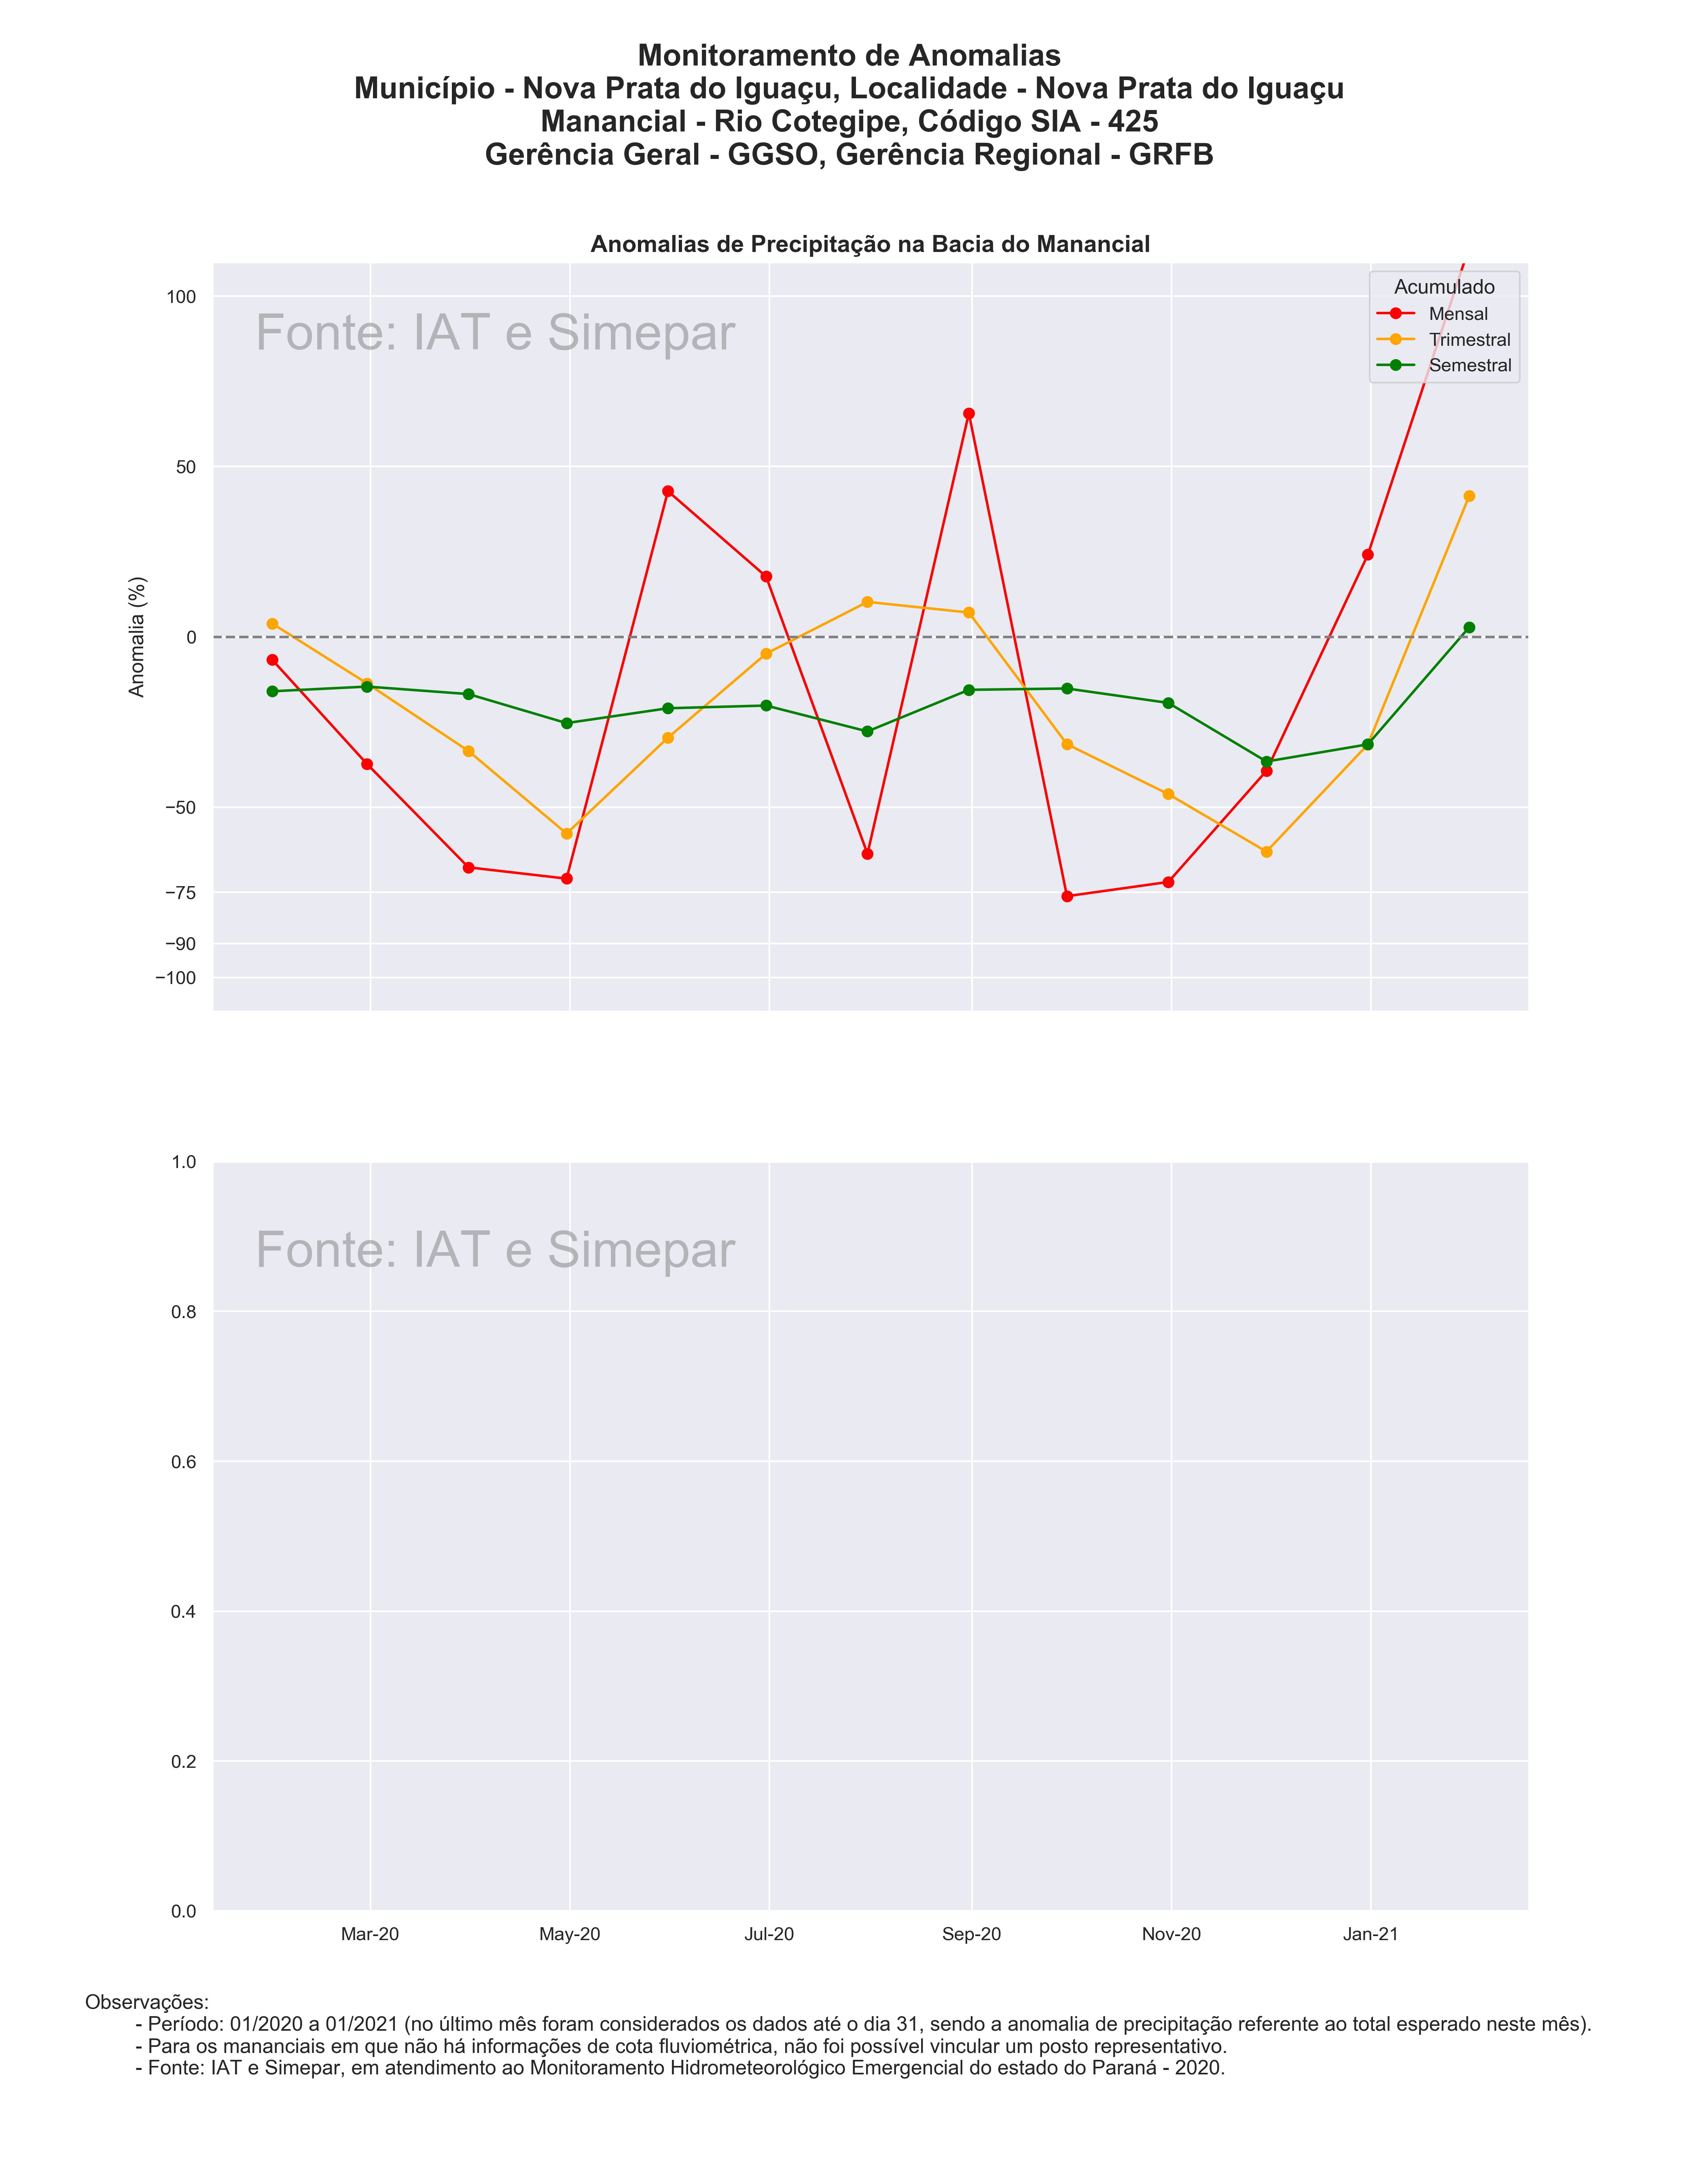 Monitoramento de Anomalias
Município - Nova Prata do Iguaçu, Localidade - Nova Prata do Iguaçu
Manancial - Rio Cotegipe, Código SIA - 425
Gerência Geral - GGSO, Gerência Regional - GRFB
Anomalias de Precipitação na Bacia do Manancial
Fonte: IAT e Simepar
Acumulado
Mensal
Trimestral
Semestral
Anomalia (%)
100
50
0
−50
−75
−90
−100
Fonte: IAT e Simepar
1.0
0.8
0.6
0.4
0.2
0.0
Mar-20 May-20 Jul-20 Sep-20 Nov-20 Jan-21
Observações:
- Período: 01/2020 a 01/2021 (no último mês foram considerados os dados até o dia 31, sendo a anomalia de precipitação referente ao total esperado neste mês).
- Para os mananciais em que não há informações de cota fluviométrica, não foi possível vincular um posto representativo.
- Fonte: IAT e Simepar, em atendimento ao Monitoramento Hidrometeorológico Emergencial do estado do Paraná - 2020.